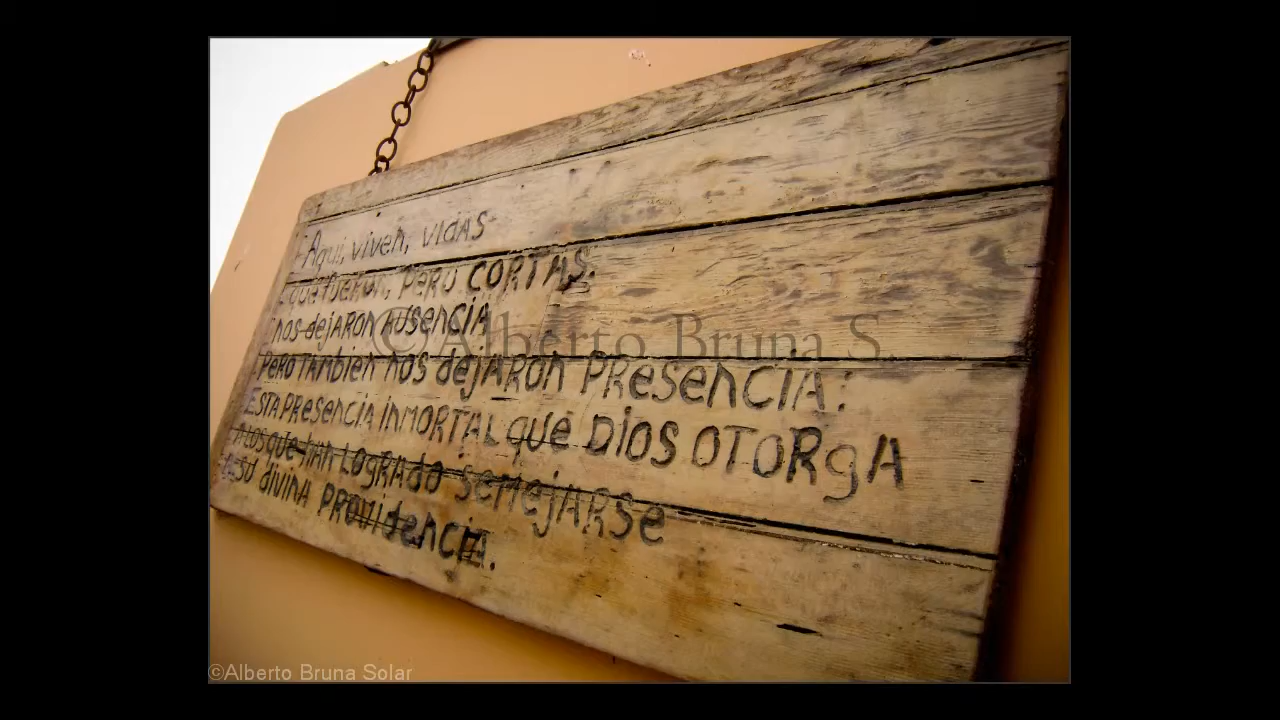 Aqui, viven, vidas
que fueron, Pero CORTAS.
nos dejaron Ausencia
Pero Tambien nos dejaron Presencia:
Esta Presencia inmortal que Dios OTORgA
A los que han Logrado semejarse
a su divina Providencia.
©Alberto Bruna S.
©Alberto Bruna Solar